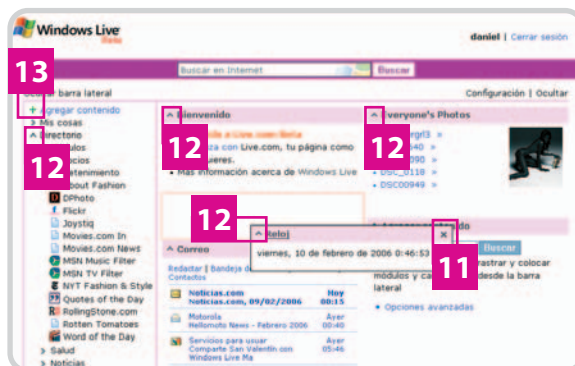 Windows Live
Beta
daniel | Cerrar sesión
Buscar en Internet
Buscar
13
barra lateral
Configuración | Ocultar
+ Agregar contenido
> Mis cosas
Directorio
12
Bienvenido
12
Everyone's Photos
12
con Live.com, tu página como
quieres.
• Más información acerca de Windows Live
»
640 »
090 »
DSC_0118 »
• DSC00949 »
About Fashion
DPhoto
Flickr
Joystiq
Movies.com In
Movies.com News
MSN Music Filter
MSN TV Filter
NYT Fashion & Style
Quotes of the Day
RollingStone.com
Rotten Tomatoes
Word of the Day
> Salud
> Noticias
12
Reloj
×
11
viernes, 10 de febrero de 2006 0:46:53
Correo
Redactar | Bandeja d
Contactos
Noticias.com
Noticias.com, 09/02/2006
Hoy
00:15
Motorola
Hellomoto News - Febrero 2006
Ayer
00:40
Servicios para usuar
Comparte San Valentín con
Windows Live Ma
Ayer
05:46
Buscar
rastrar y colocar
módulos y ca desde la barra
lateral
• Opciones avanzadas